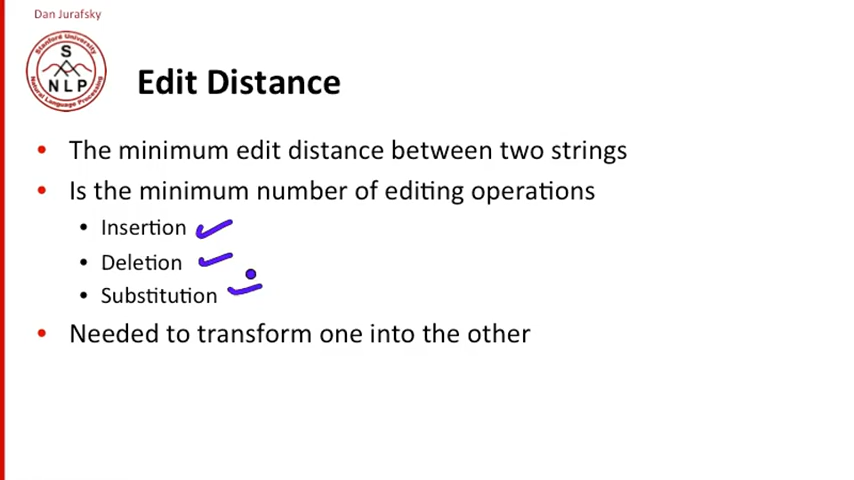 Dan Jurafsky
Stanford University
S
NLP
Natural Language Processing
Edit Distance
• The minimum edit distance between two strings
• Is the minimum number of editing operations
• Insertion
• Deletion
• Substitution
• Needed to transform one into the other